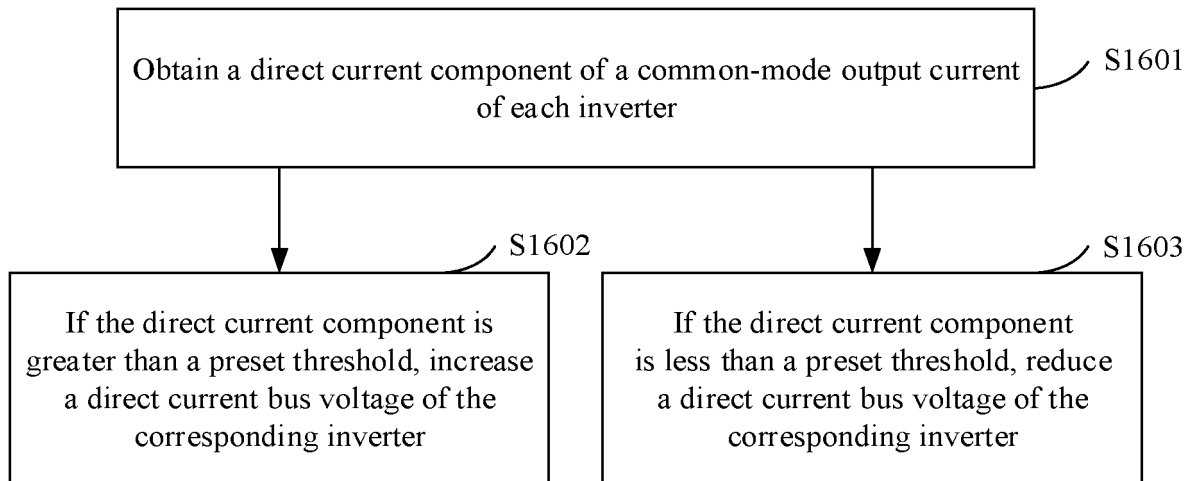 Obtain a direct current component of a common-mode output current
of each inverter
S1601
S1602
If the direct current component is
greater than a preset threshold, increase
a direct current bus voltage of the
corresponding inverter
S1603
If the direct current component
is less than a preset threshold, reduce
a direct current bus voltage of the
corresponding inverter